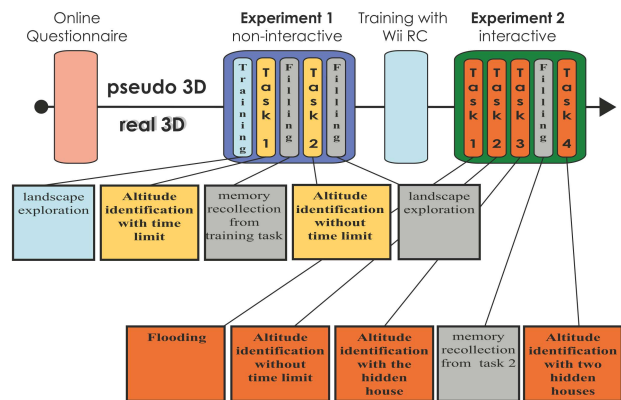 Online
Questionnaire
Experiment 1
non-interactive
Training with
Wii RC
Experiment 2
interactive
pseudo 3D
real 3D
Training
Task 1
Filling
Task 2
Filling
Task 1
Task 2
Task 3
Filling
Task 4
landscape
exploration
Altitude
identification
with time
limit
memory
recollection
from
training task
Altitude
identification
without
time limit
landscape
exploration
Flooding
Altitude
identification
without
time limit
Altitude
identification
with the
hidden
house
memory
recollection
from task 2
Altitude
identification
with two
hidden
houses